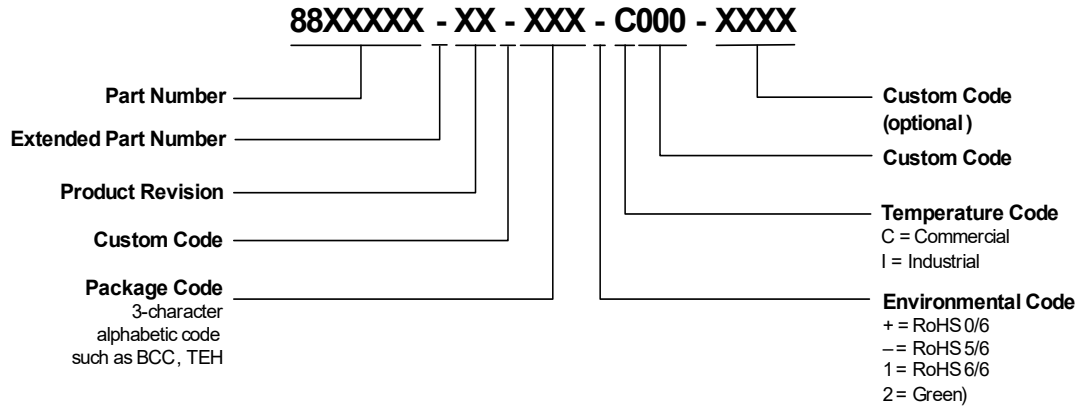 88XXXXX - XX - XXX - C000 - XXXX
Part Number
Extended Part Number
Product Revision
Custom Code
Package Code
3-character
alphabetic code
such as BCC, TEH
Custom Code
(optional)
Custom Code
Temperature Code
C = Commercial
I = Industrial
Environmental Code
+ = RoHS 0/6
– = RoHS 5/6
1 = RoHS 6/6
2 = Green)